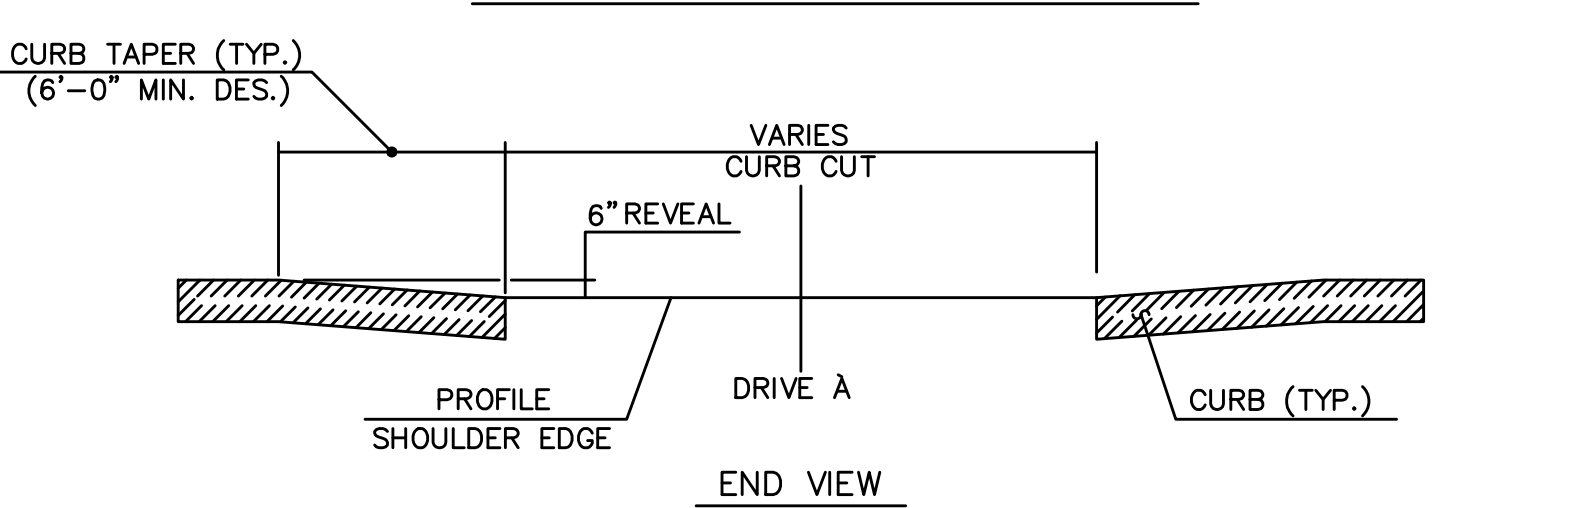 CURB TAPER (TYP.)
(6'-0" MIN. DES.)
VARIES
CURB CUT
6" REVEAL
PROFILE
SHOULDER EDGE
DRIVE À
CURB (TYP.)
END VIEW